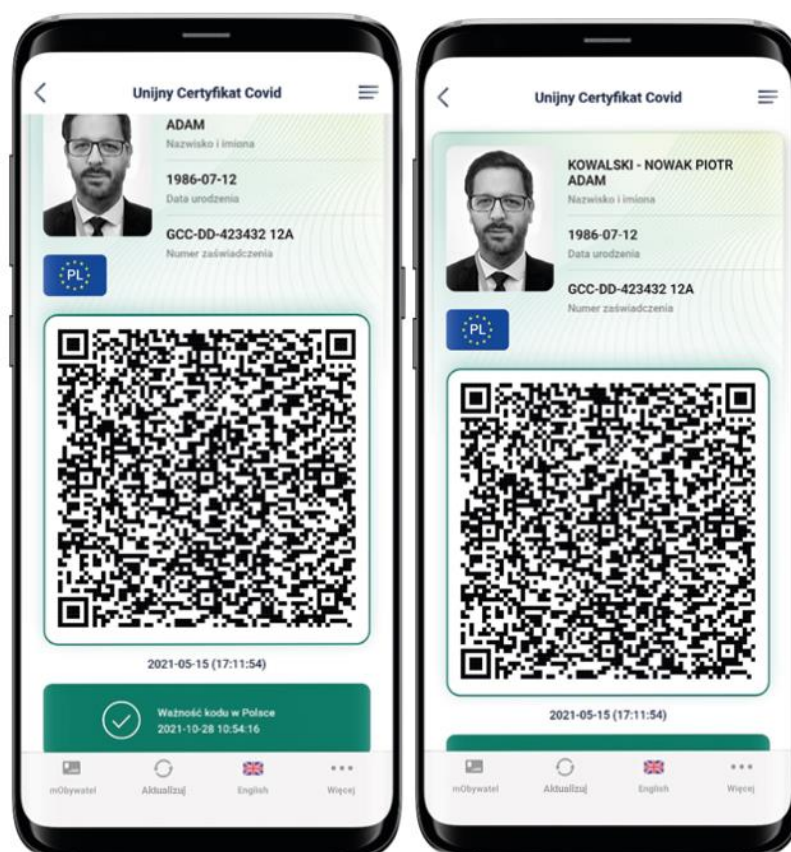 Unijny Certyfikat Covid
ADAM
Nazwisko i imiona
1986-07-12
Data urodzenia
GCC-DD-423432 12A
Numer zaświadczenia
PL
2021-05-15 (17:11:54)
Ważność kodu w Polsce
2021-10-28 10:54:16
mObywatel
Aktualizuj
English
Więcej
Unijny Certyfikat Covid
KOWALSKI - NOWAK PIOTR
ADAM
Nazwisko i imiona
1986-07-12
Data urodzenia
GCC-DD-423432 12A
Numer zaświadczenia
PL
2021-05-15 (17:11:54)
mObywatel
Aktualizuj
English
Więcej